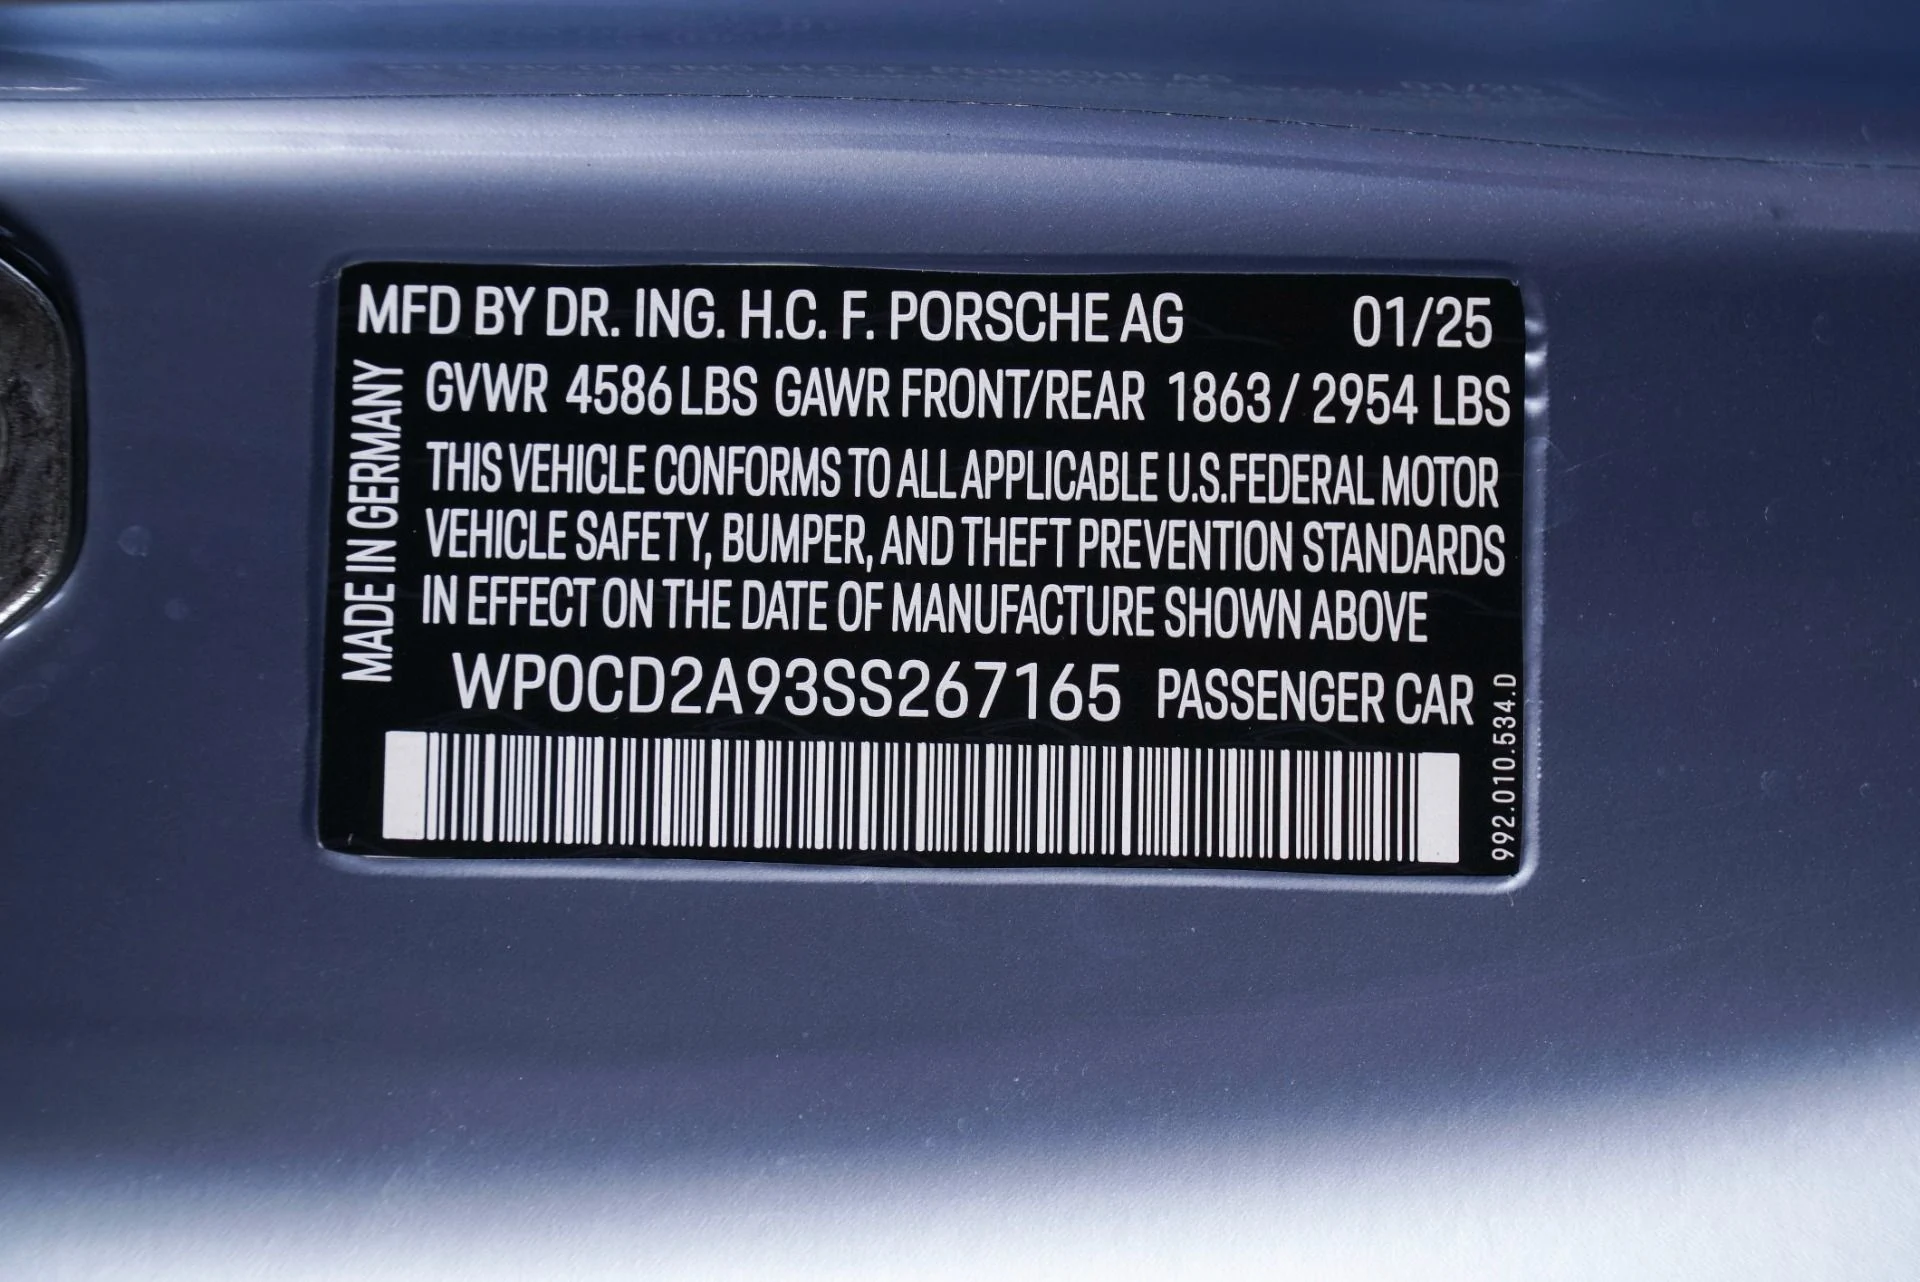 MFD BY DR. ING. H.C. F. PORSCHE AG 01/25
GVWR 4586 LBS GAWR FRONT/REAR 1863 / 2954 LBS
THIS VEHICLE CONFORMS TO ALL APPLICABLE U.S.FEDERAL MOTOR
VEHICLE SAFETY, BUMPER, AND THEFT PREVENTION STANDARDS
IN EFFECT ON THE DATE OF MANUFACTURE SHOWN ABOVE
WP0CD2A93SS267165 PASSENGER CAR
MADE IN GERMANY
992.010.534.D